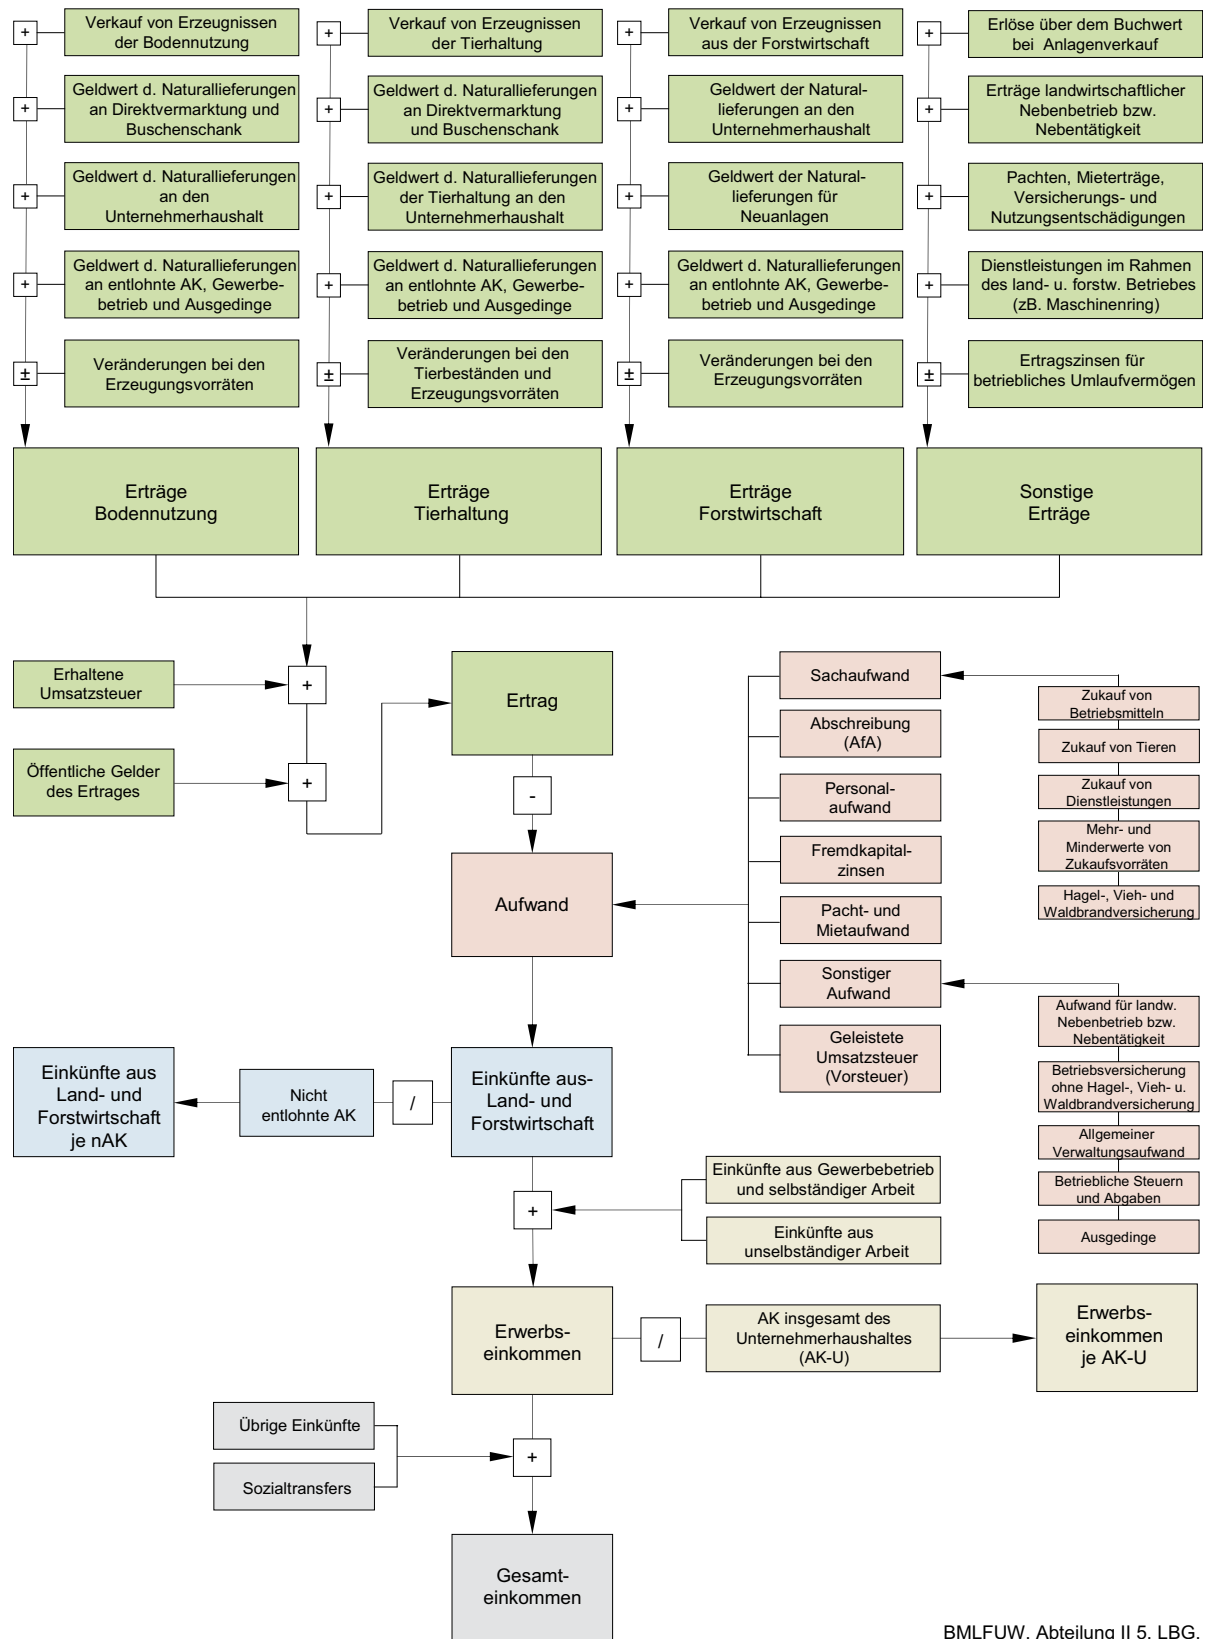 +
Verkauf von Erzeugnissen
der Bodennutzung
+
Geldwert d. Naturallieferungen
an Direktvermarktung und
Buschenschank
+
Geldwert d. Naturallieferungen
an den
Unternehmerhaushalt
+
Geldwert d. Naturallieferungen
an entlohnte AK, Gewerbe-
betrieb und Ausgedinge
±
Veränderungen bei den
Erzeugungsvorräten
Erträge
Bodennutzung
+
Verkauf von Erzeugnissen
der Tierhaltung
+
Geldwert d. Naturallieferungen
an Direktvermarktung
und Buschenschank
+
Geldwert d. Naturallieferungen
der Tierhaltung an den
Unternehmerhaushalt
+
Geldwert d. Naturallieferungen
an entlohnte AK, Gewerbe-
betrieb und Ausgedinge
±
Veränderungen bei den
Tierbeständen und
Erzeugungsvorräten
Erträge
Tierhaltung
+
Verkauf von Erzeugnissen
aus der Forstwirtschaft
+
Geldwert der Natural-
lieferungen an den
Unternehmerhaushalt
+
Geldwert der Natural-
lieferungen für
Neuanlagen
+
Geldwert d. Naturallieferungen
an entlohnte AK, Gewerbe-
betrieb und Ausgedinge
±
Veränderungen bei den
Erzeugungsvorräten
Erträge
Forstwirtschaft
+
Erlöse über dem Buchwert
bei Anlagenverkauf
+
Erträge landwirtschaftlicher
Nebenbetrieb bzw.
Nebentätigkeit
+
Pachten, Mieterträge,
Versicherungs- und
Nutzungsentschädigungen
+
Dienstleistungen im Rahmen
des land- u. forstw. Betriebes
(zB. Maschinenring)
±
Ertragszinsen für
betriebliches Umlaufvermögen
Sonstige
Erträge
Erhaltene
Umsatzsteuer
+
Öffentliche Gelder
des Ertrages
+
Ertrag
-
Aufwand
Sachaufwand
Abschreibung
(AfA)
Personal-
aufwand
Fremdkapital-
zinsen
Pacht- und
Mietaufwand
Sonstiger
Aufwand
Geleistete
Umsatzsteuer
(Vorsteuer)
Zukauf von
Betriebsmitteln
Zukauf von Tieren
Zukauf von
Dienstleistungen
Mehr- und
Minderwerte von
Zukaufsvorräten
Hagel-, Vieh- und
Waldbrandversicherung
Aufwand für landw.
Nebenbetrieb bzw.
Nebentätigkeit
Betriebsversicherung
ohne Hagel-, Vieh- u.
Waldbrandversicherung
Allgemeiner
Verwaltungsaufwand
Betriebliche Steuern
und Abgaben
Ausgedinge
Einkünfte aus
Land- und
Forstwirtschaft
je nAK
Nicht
entlohnte AK
/
Einkünfte aus-
Land- und
Forstwirtschaft
+
Einkünfte aus Gewerbebetrieb
und selbständiger Arbeit
Einkünfte aus
unselbständiger Arbeit
Erwerbs-
einkommen
/
AK insgesamt des
Unternehmerhaushaltes
(AK-U)
Erwerbs-
einkommen
je AK-U
Übrige Einkünfte
Sozialtransfers
+
Gesamt-
einkommen
BMLFUW, Abteilung II 5, LBG.